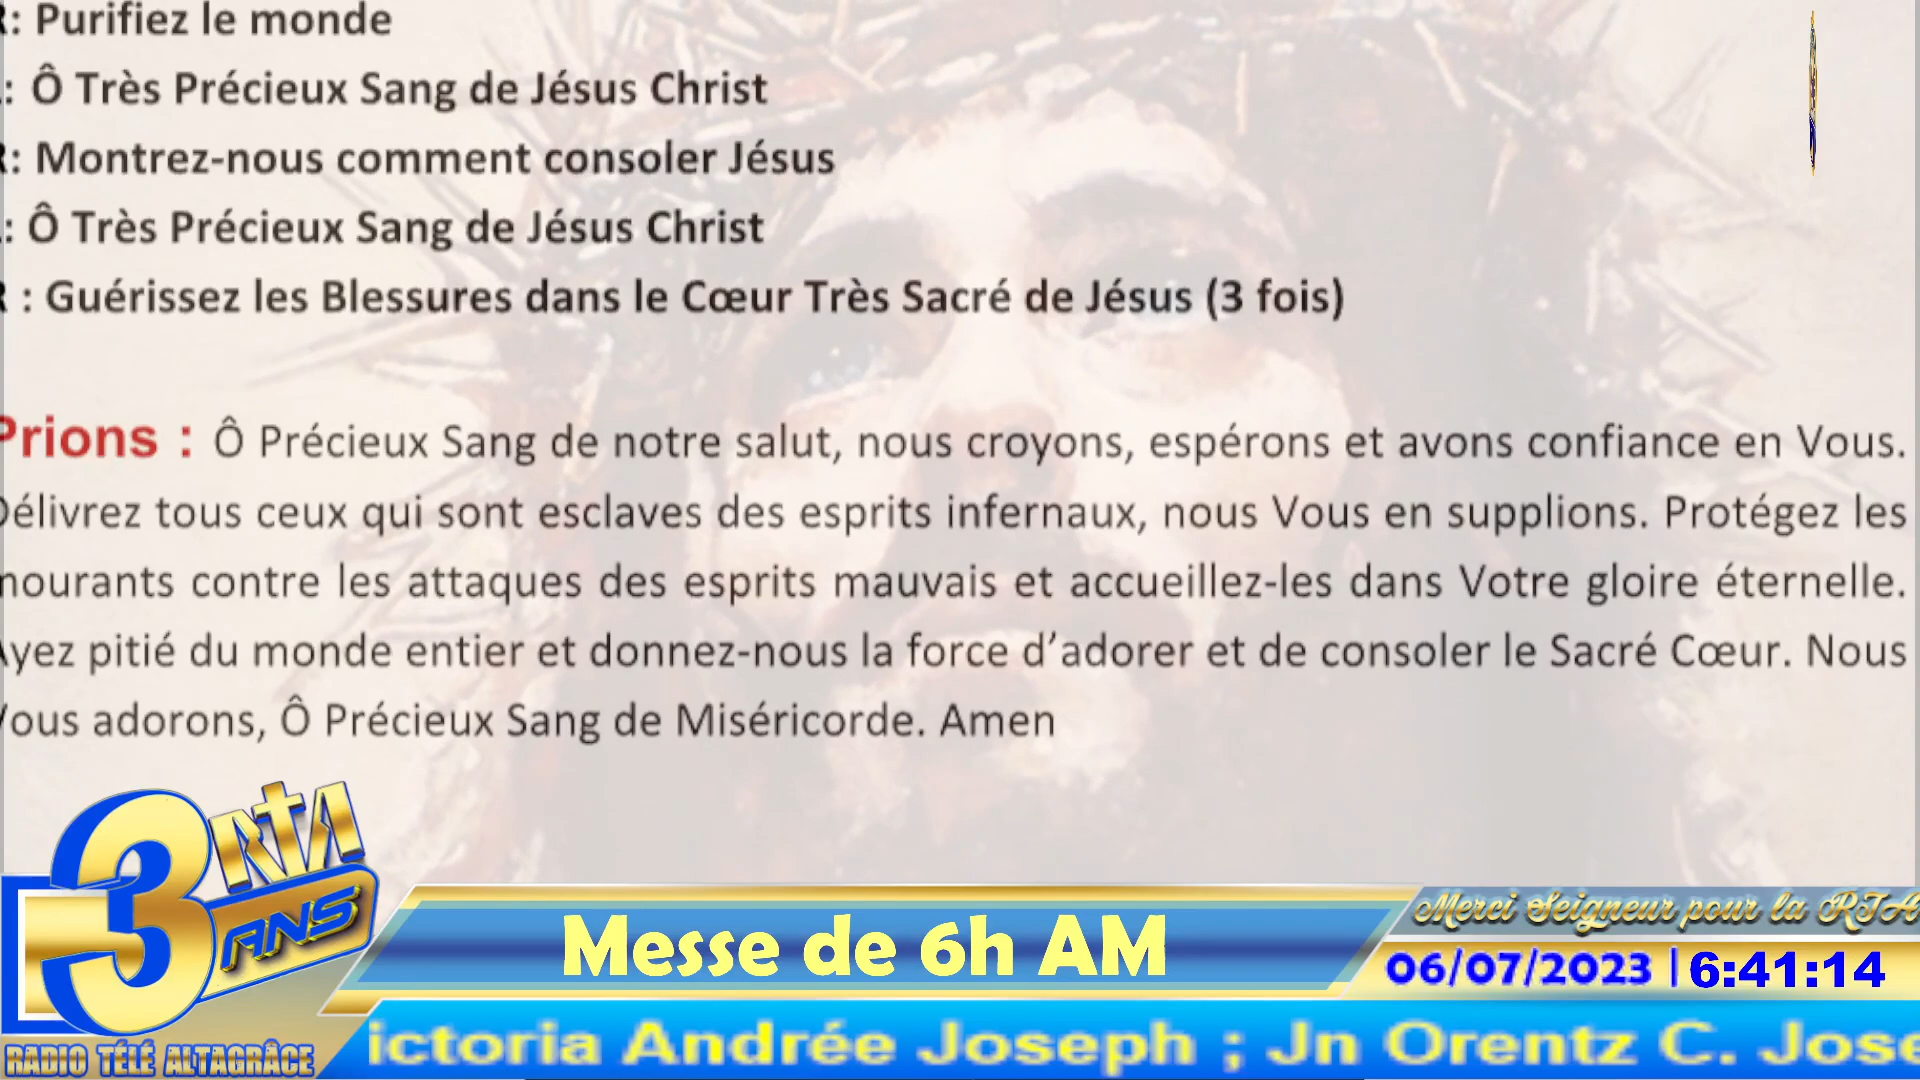 R: Purifiez le monde
: Ô Très Précieux Sang de Jésus Christ
R: Montrez-nous comment consoler Jésus
: Ô Très Précieux Sang de Jésus Christ
R : Guérissez les Blessures dans le Cœur Très Sacré de Jésus (3 fois)
Prions : Ô Précieux Sang de notre salut, nous croyons, espérons et avons confiance en Vous.
Délivrez tous ceux qui sont esclaves des esprits infernaux, nous Vous en supplions. Protégez les
mourants contre les attaques des esprits mauvais et accueillez-les dans Votre gloire éternelle.
Ayez pitié du monde entier et donnez-nous la force d’adorer et de consoler le Sacré Cœur. Nous
Vous adorons, Ô Précieux Sang de Miséricorde. Amen
3 RTA
ANS
RADIO TÉLÉ ALTAGRÂCE
Messe de 6h AM
Merci Seigneur pour la RTA
06/07/2023 | 6:41:14
ictoria Andrée Joseph ; Jn Orentz C. Jose